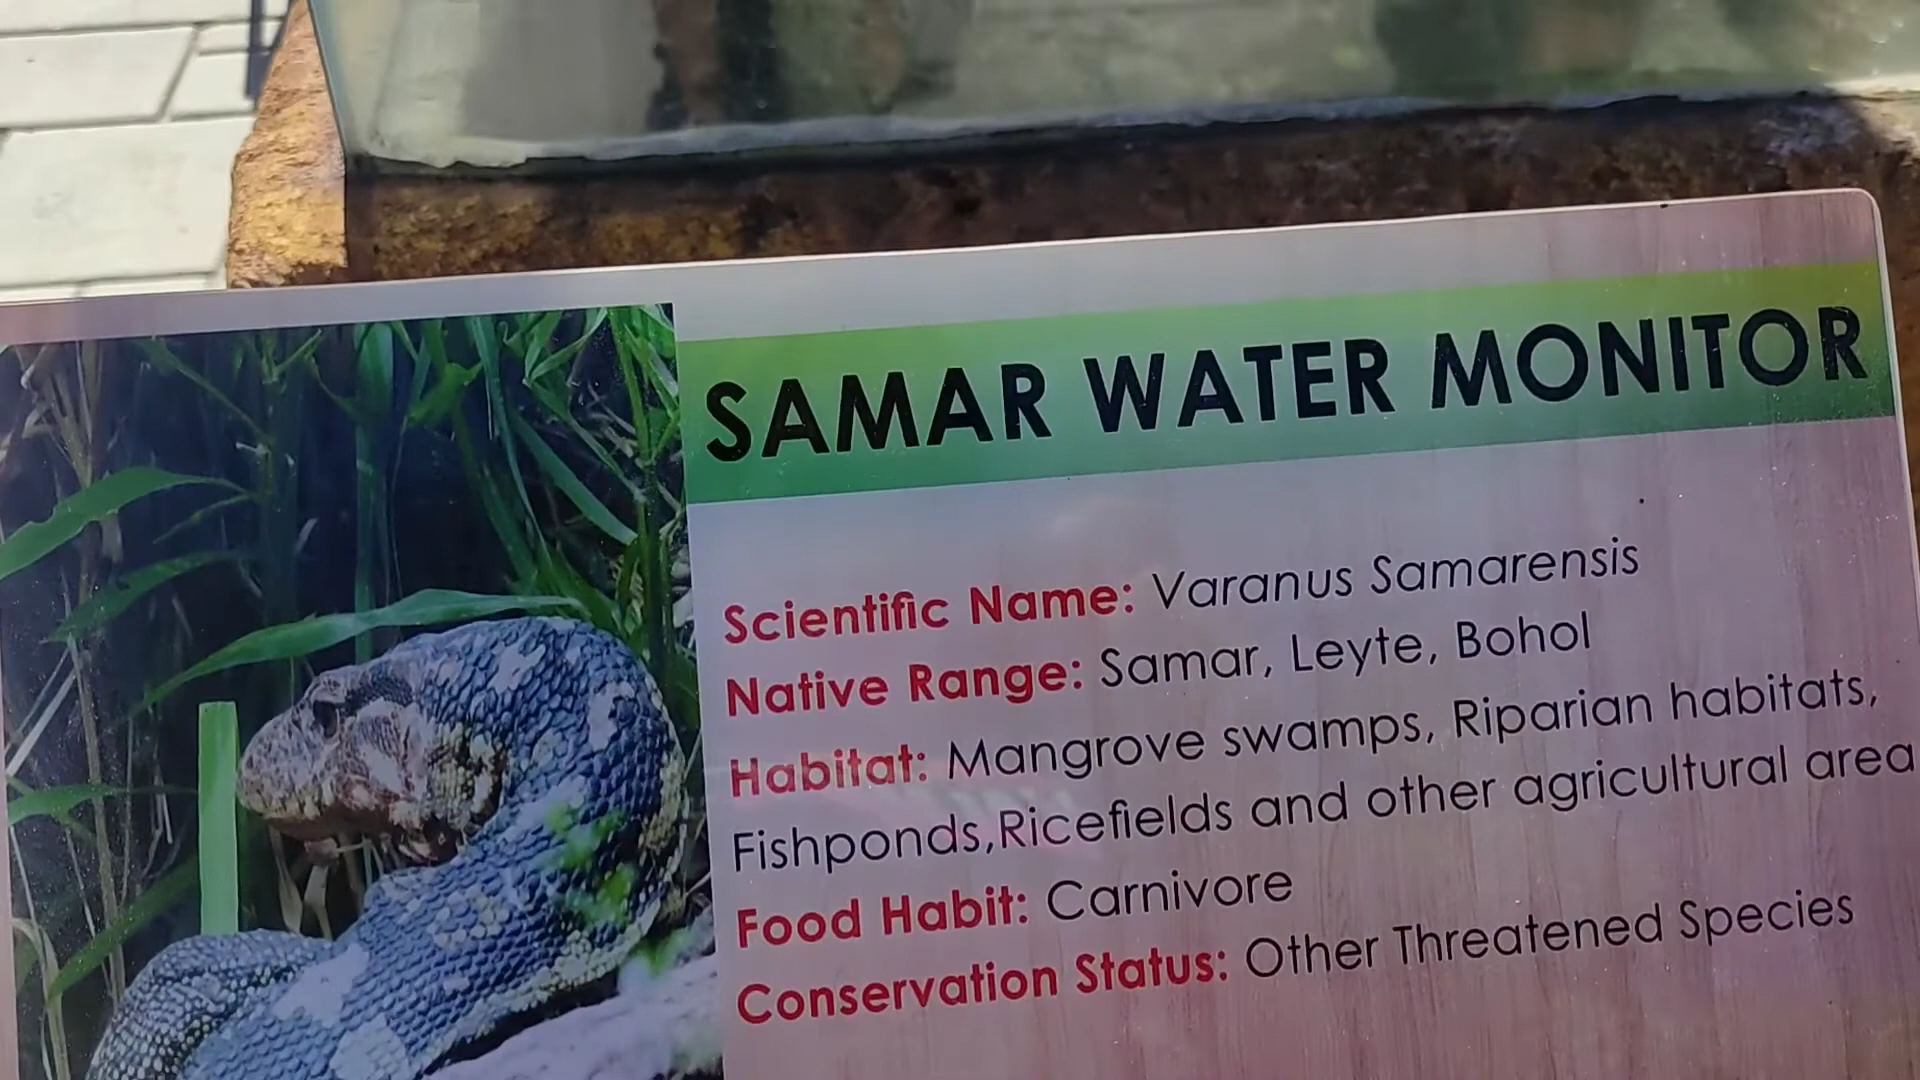 SAMAR WATER MONITOR
Scientific Name: Varanus Samarensis
Native Range: Samar, Leyte, Bohol
Habitat: Mangrove swamps, Riparian habitats,
Fishponds,Ricefields and other agricultural area
Food Habit: Carnivore
Conservation Status: Other Threatened Species